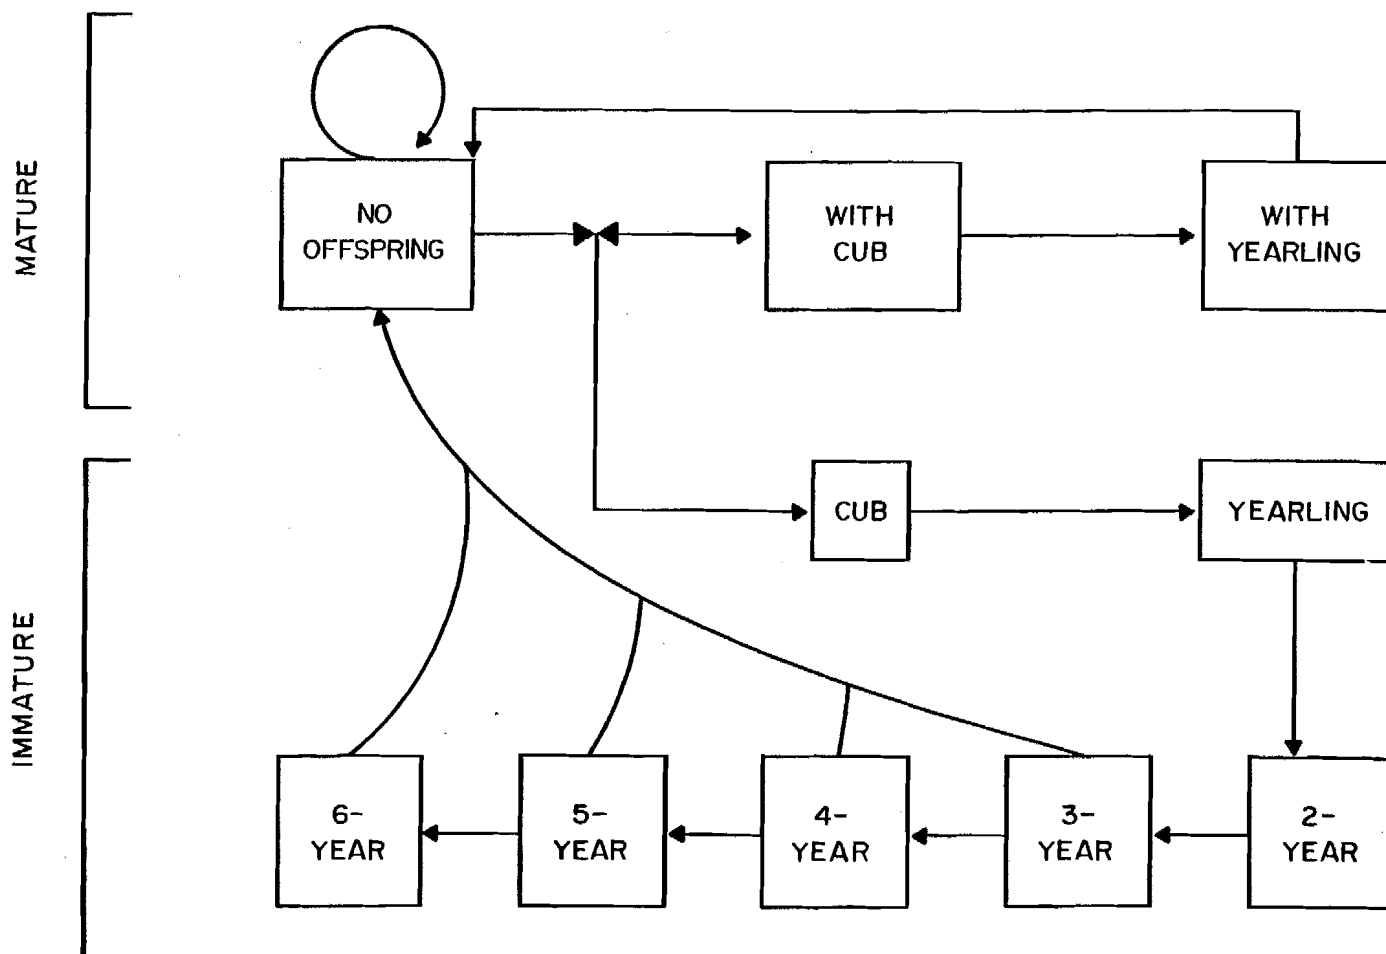 MATURE
NO
OFFSPRING
WITH
CUB
WITH
YEARLING
IMMATURE
CUB
YEARLING
6-
YEAR
5-
YEAR
4-
YEAR
3-
YEAR
2-
YEAR